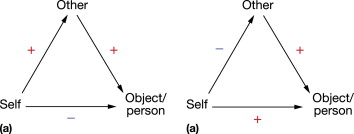 Other
+
+
Self
Object/
person
–
(a)
Other
–
+
Self
Object/
person
+
(a)